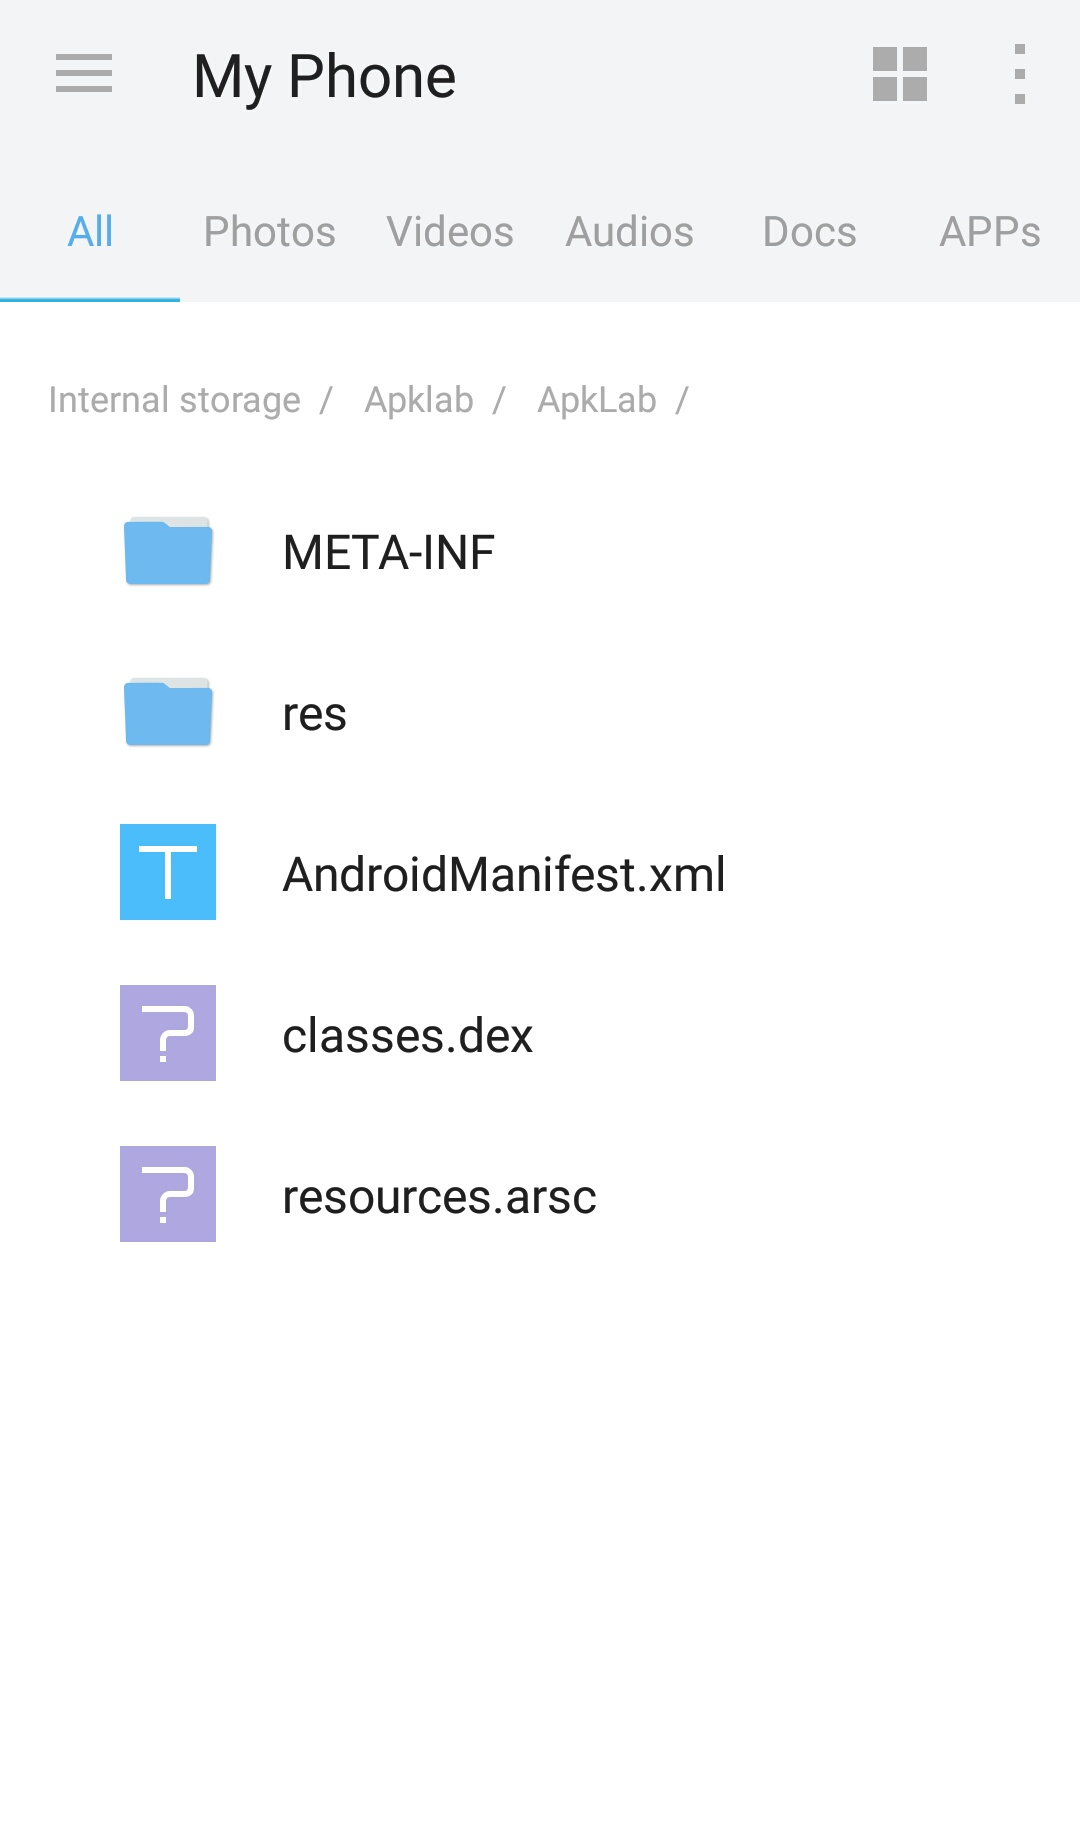 My Phone
All Photos Videos Audios Docs APPs
Internal storage / Apklab / ApkLab /
META-INF
res
AndroidManifest.xml
classes.dex
resources.arsc